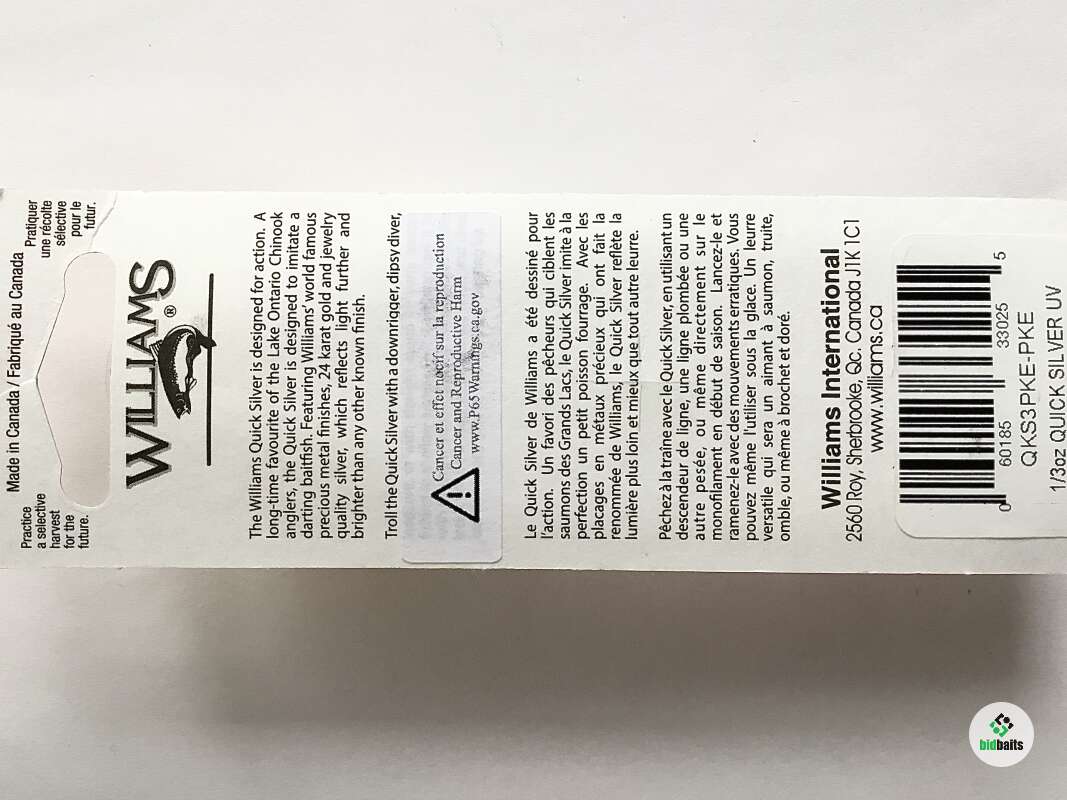 Made in Canada / Fabriqué au Canada
Practice
a selective
harvest
for the
future.
Pratiquer
une récolte
sélective
pour le
futur.
WILLIAMS®
The Williams Quick Silver is designed for action. A
long-time favourite of the Lake Ontario Chinook
anglers, the Quick Silver is designed to imitate a
darting baitfish. Featuring Williams' world famous
precious metal finishes, 24 karat gold and jewelry
quality silver, which reflects light further and
brighter than any other known finish.
Troll the Quick Silver with a downrigger, dipsy diver,
Cancer et effet nocif sur la reproduction
Cancer and Reproductive Harm
www.P65Warnings.ca.gov
Le Quick Silver de Williams a été dessiné pour
l'action. Un favori des pêcheurs qui ciblent les
saumons des Grands Lacs, le Quick Silver imite à la
perfection un petit poisson fourrage. Avec les
placages en métaux précieux qui ont fait la
renommée de Williams, le Quick Silver reflète la
lumière plus loin et mieux que tout autre leurre.
Pêchez à la traine avec le Quick Silver, en utilisant un
descendeur de ligne, une ligne plombée ou une
autre pesée, ou même directement sur le
monofilament en début de saison. Lancez-le et
ramenez-le avec des mouvements erratiques. Vous
pouvez même l'utiliser sous la glace. Un leurre
versatile qui sera un aimant à saumon, truite,
omble, ou même à brochet et doré.
Williams International
2560 Roy, Sherbrooke, Qc. Canada J1K 1C1
www.williams.ca
0 60185 33025 5
QKS3PKE-PKE
1/3oz QUICK SILVER UV
bidbaits